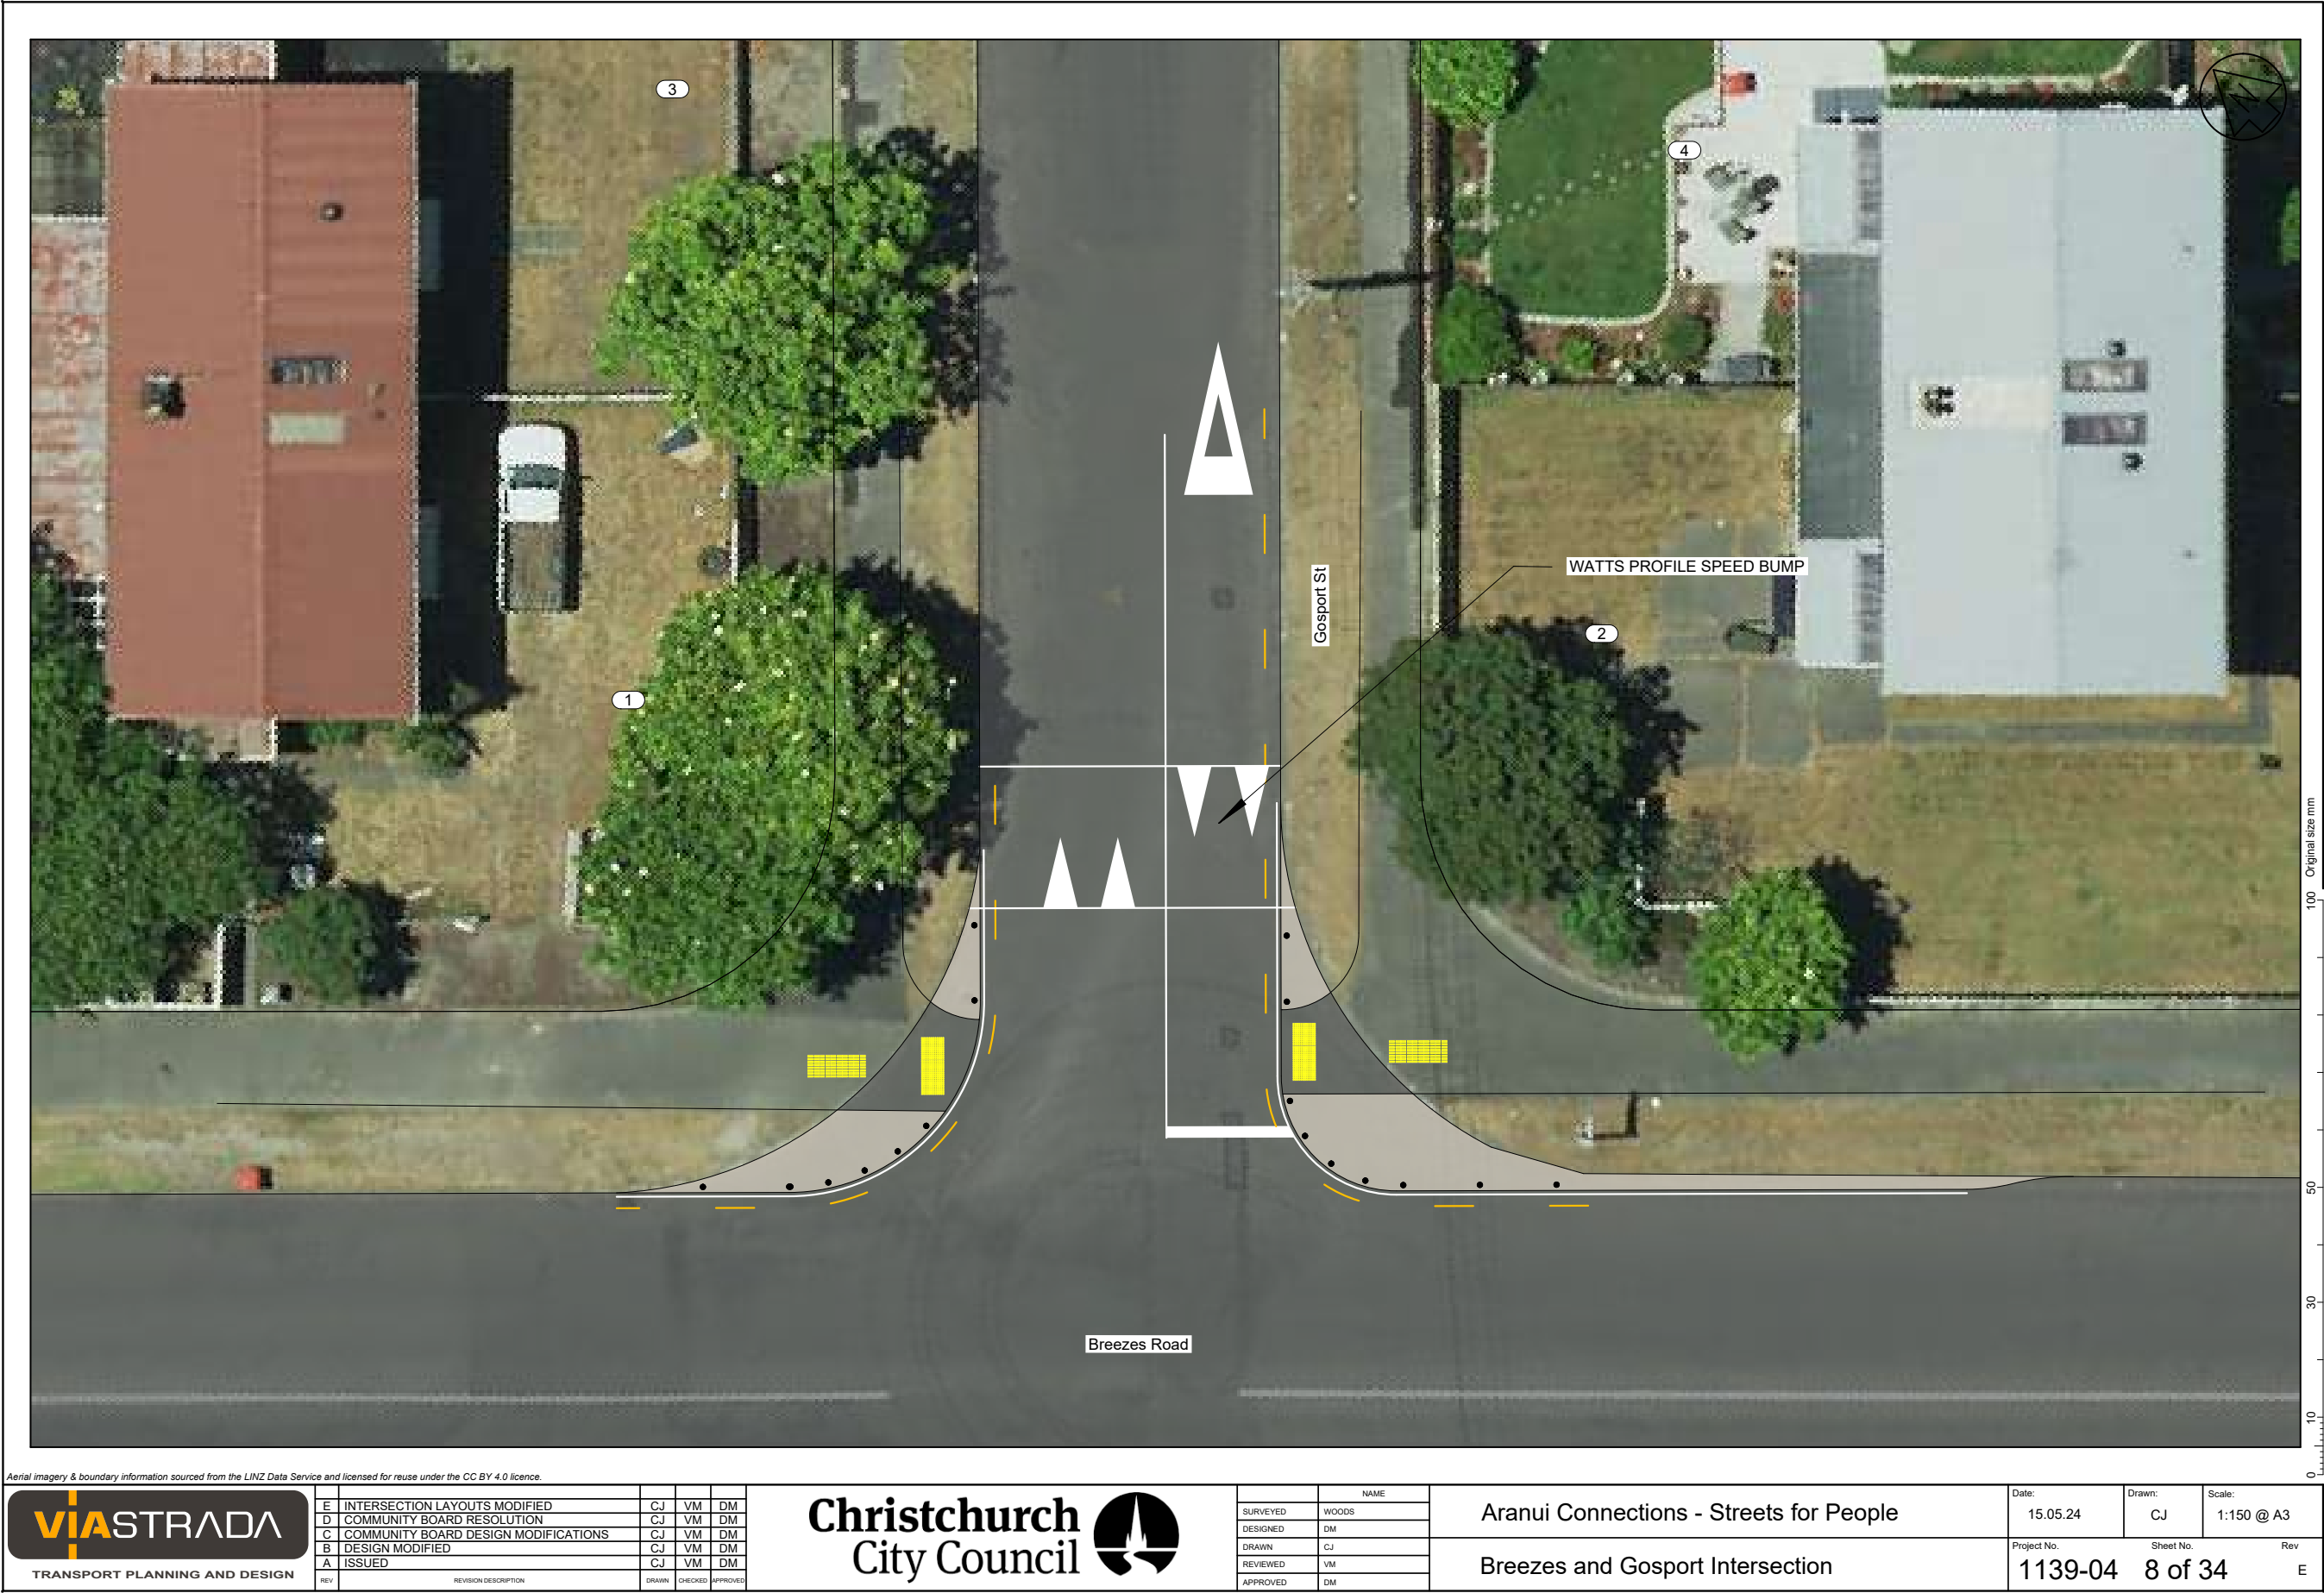 3
4
WATTS PROFILE SPEED BUMP
Gosport St
2
1
Breezes Road
0 10 30 50 100 Original size mm
Aerial imagery & boundary information sourced from the LINZ Data Service and licensed for reuse under the CC BY 4.0 licence.
VIASTRADA
TRANSPORT PLANNING AND DESIGN
E INTERSECTION LAYOUTS MODIFIED CJ VM DM
D COMMUNITY BOARD RESOLUTION CJ VM DM
C COMMUNITY BOARD DESIGN MODIFICATIONS CJ VM DM
B DESIGN MODIFIED CJ VM DM
A ISSUED CJ VM DM
REV REVISION DESCRIPTION DRAWN CHECKED APPROVED
Christchurch
City Council
NAME
SURVEYED WOODS
DESIGNED DM
DRAWN CJ
REVIEWED VM
APPROVED DM
Aranui Connections - Streets for People
Breezes and Gosport Intersection
Date: Drawn: Scale:
15.05.24 CJ 1:150 @ A3
Project No. Sheet No. Rev
1139-04 8 of 34 E